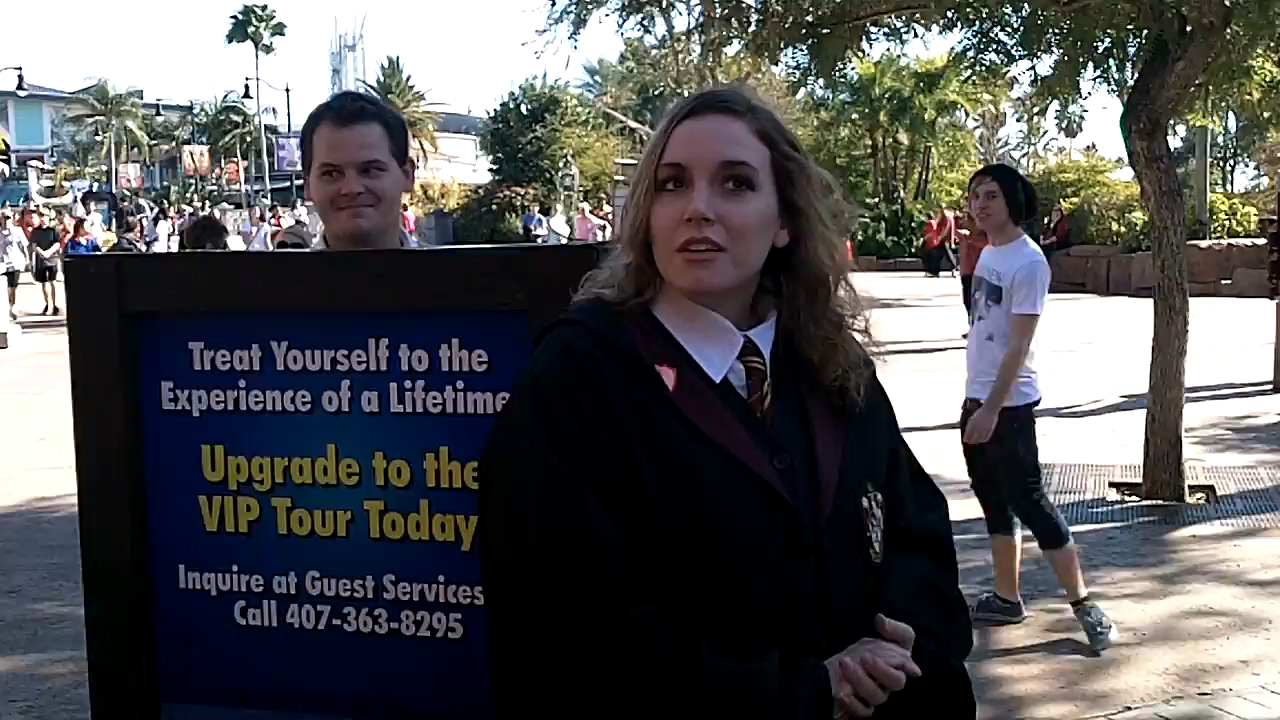 Treat Yourself to the
Experience of a Lifetime
Upgrade to the
VIP Tour Today
Inquire at Guest Services
Call 407-363-8295